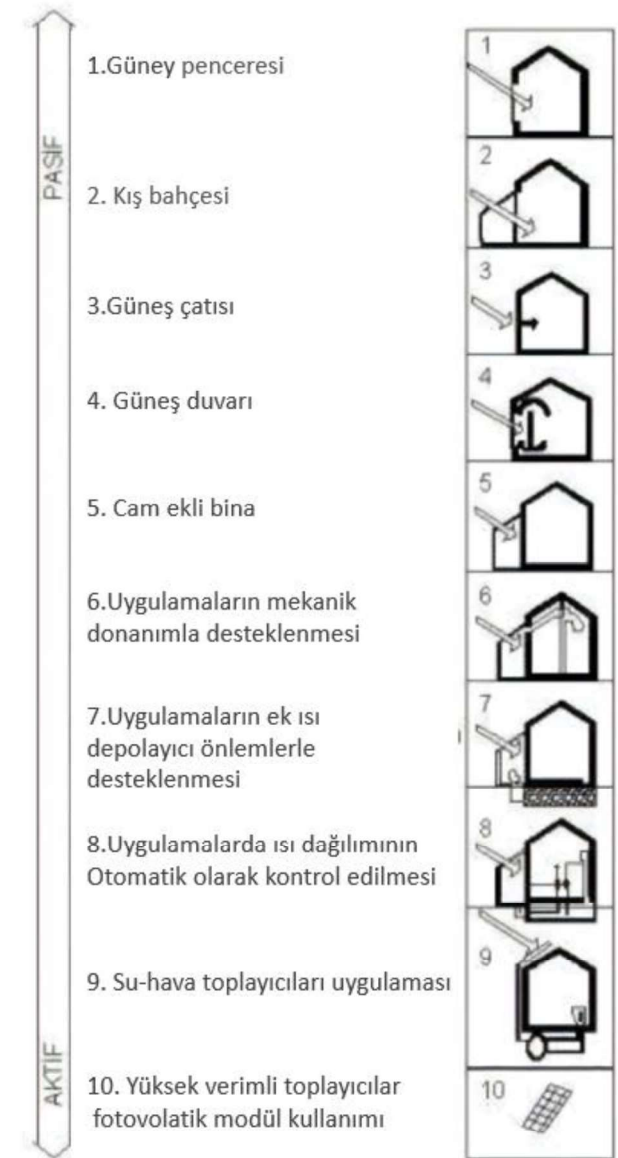 PASİF
1.Güney penceresi
2. Kış bahçesi
3.Güneş çatısı
4. Güneş duvarı
5. Cam ekli bina
6.Uygulamaların mekanik
donanımla desteklenmesi
7.Uygulamaların ek ısı
depolayıcı önlemlerle
desteklenmesi
8.Uygulamalarda ısı dağılımının
Otomatik olarak kontrol edilmesi
9. Su-hava toplayıcıları uygulaması
10. Yüksek verimli toplayıcılar
fotovolatik modül kullanımı
AKTİF
1
2
3
4
5
6
7
8
9
10